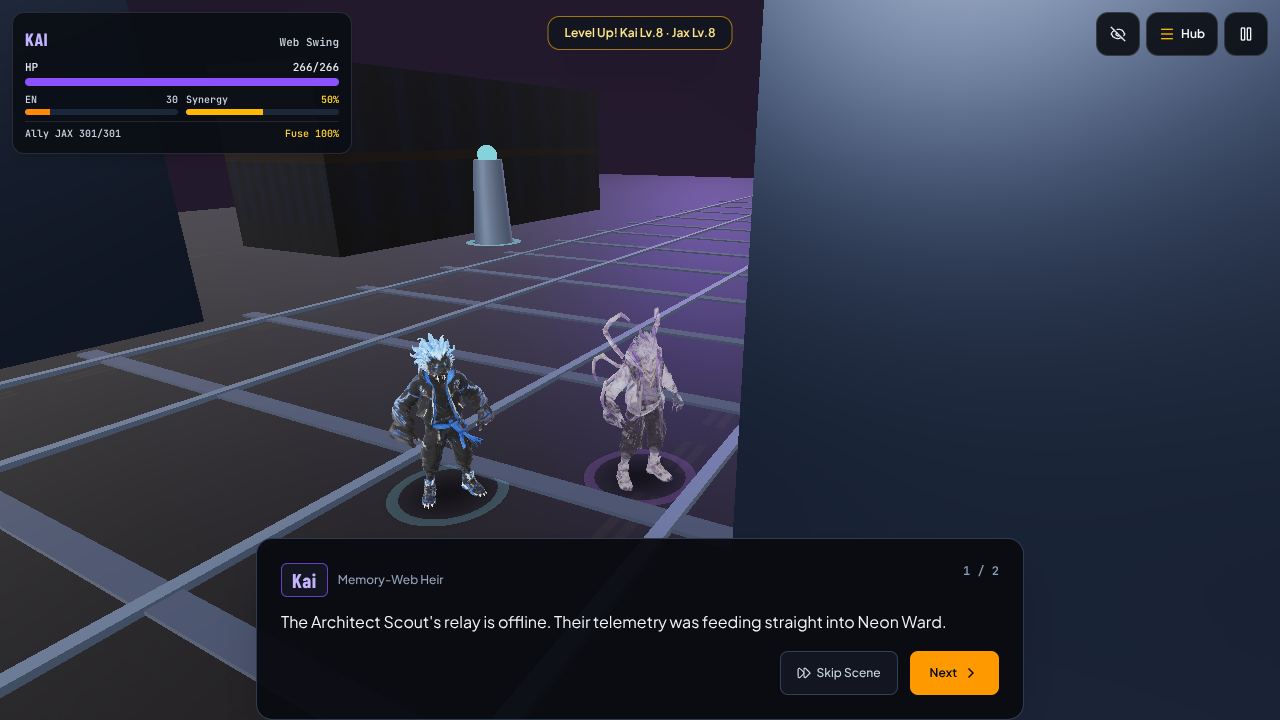 KAI
Web Swing
HP 266/266
EN 30 Synergy 50%
Ally JAX 301/301 Fuse 100%
Level Up! Kai Lv.8 · Jax Lv.8
Hub
Kai Memory-Web Heir
1 / 2
The Architect Scout's relay is offline. Their telemetry was feeding straight into Neon Ward.
Skip Scene
Next